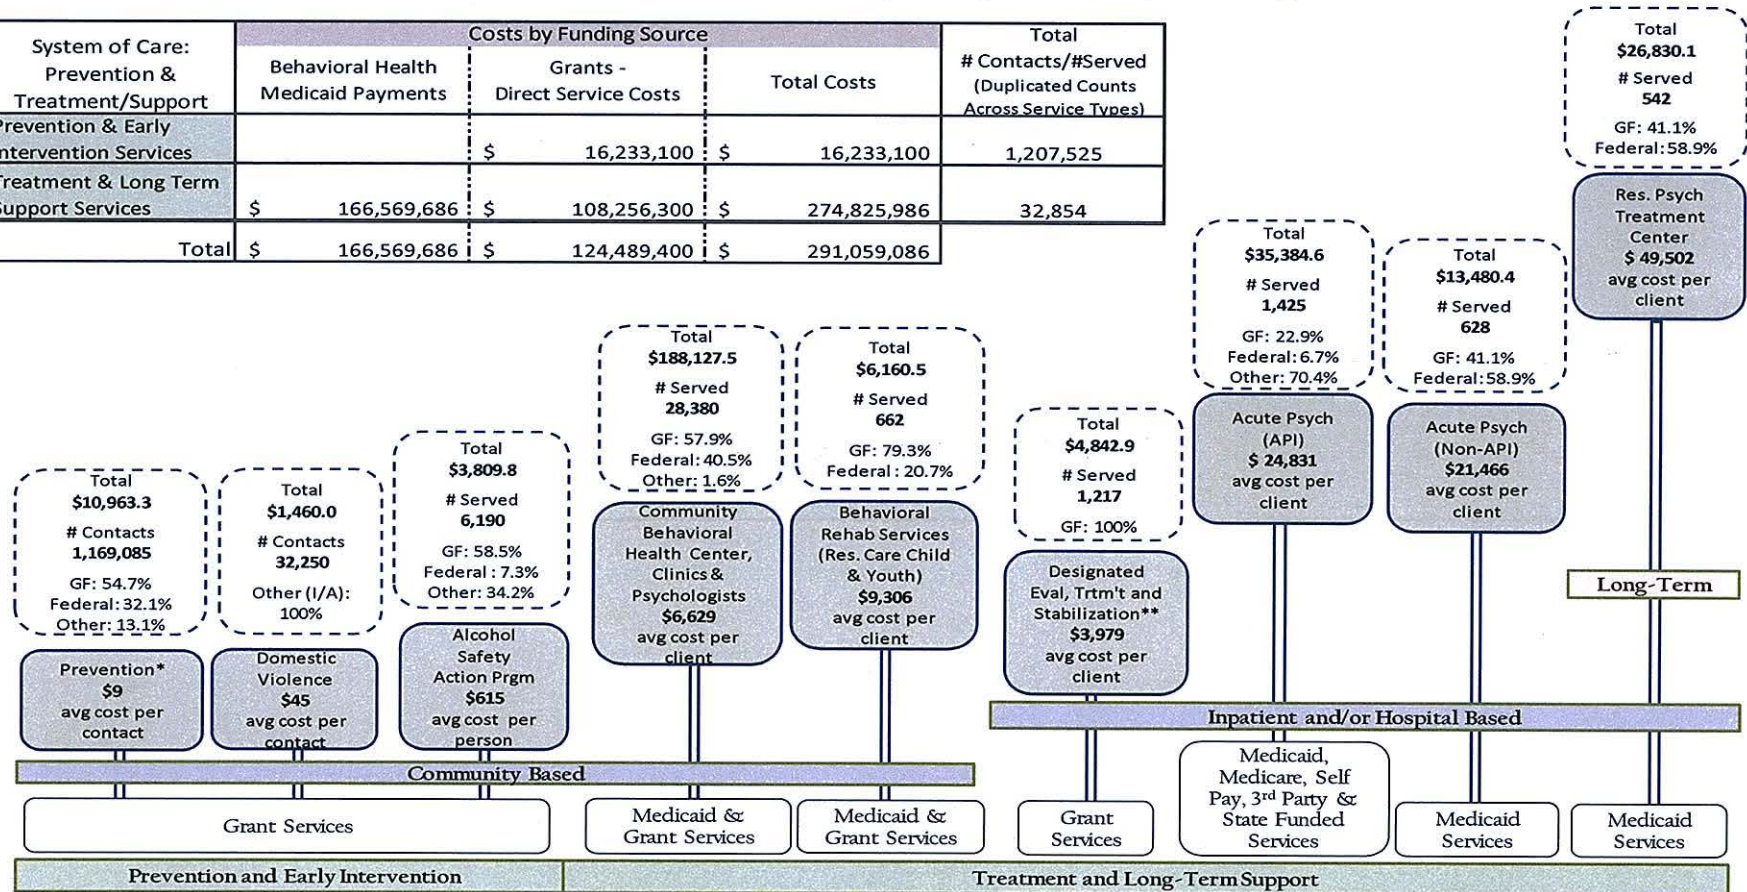 System of Care:
Prevention &
Treatment/Support
Costs by Funding Source
Behavioral Health
Medicaid Payments
Grants -
Direct Service Costs
Total Costs
Total
# Contacts/#Served
(Duplicated Counts
Across Service Types)
Prevention & Early
Intervention Services
$ 16,233,100 $ 16,233,100 1,207,525
Treatment & Long Term
Support Services
$ 166,569,686 $ 108,256,300 $ 274,825,986 32,854
Total $ 166,569,686 $ 124,489,400 $ 291,059,086
Total
$10,963.3
# Contacts
1,169,085
GF: 54.7%
Federal: 32.1%
Other: 13.1%
Prevention*
$9
avg cost per
contact
Total
$1,460.0
# Contacts
32,250
Other (I/A):
100%
Domestic
Violence
$45
avg cost per
contact
Total
$3,809.8
# Served
6,190
GF: 58.5%
Federal : 7.3%
Other: 34.2%
Alcohol
Safety
Action Prgm
$615
avg cost per
person
Total
$188,127.5
# Served
28,380
GF: 57.9%
Federal: 40.5%
Other: 1.6%
Community
Behavioral
Health Center,
Clinics &
Psychologists
$6,629
avg cost per
client
Total
$6,160.5
# Served
662
GF: 79.3%
Federal : 20.7%
Behavioral
Rehab Services
(Res. Care Child
& Youth)
$9,306
avg cost per
client
Total
$4,842.9
# Served
1,217
GF: 100%
Designated
Eval, Trtm't and
Stabilization**
$3,979
avg cost per
client
Total
$35,384.6
# Served
1,425
GF: 22.9%
Federal: 6.7%
Other: 70.4%
Acute Psych
(API)
$ 24,831
avg cost per
client
Total
$13,480.4
# Served
628
GF: 41.1%
Federal: 58.9%
Acute Psych
(Non-API)
$21,466
avg cost per
client
Total
$26,830.1
# Served
542
GF: 41.1%
Federal: 58.9%
Res. Psych
Treatment
Center
$ 49,502
avg cost per
client
Long-Term
Inpatient and/or Hospital Based
Community Based
Grant Services
Medicaid &
Grant Services
Medicaid &
Grant Services
Grant
Services
Medicaid,
Medicare, Self
Pay, 3rd Party &
State Funded
Services
Medicaid
Services
Medicaid
Services
Prevention and Early Intervention
Treatment and Long-Term Support